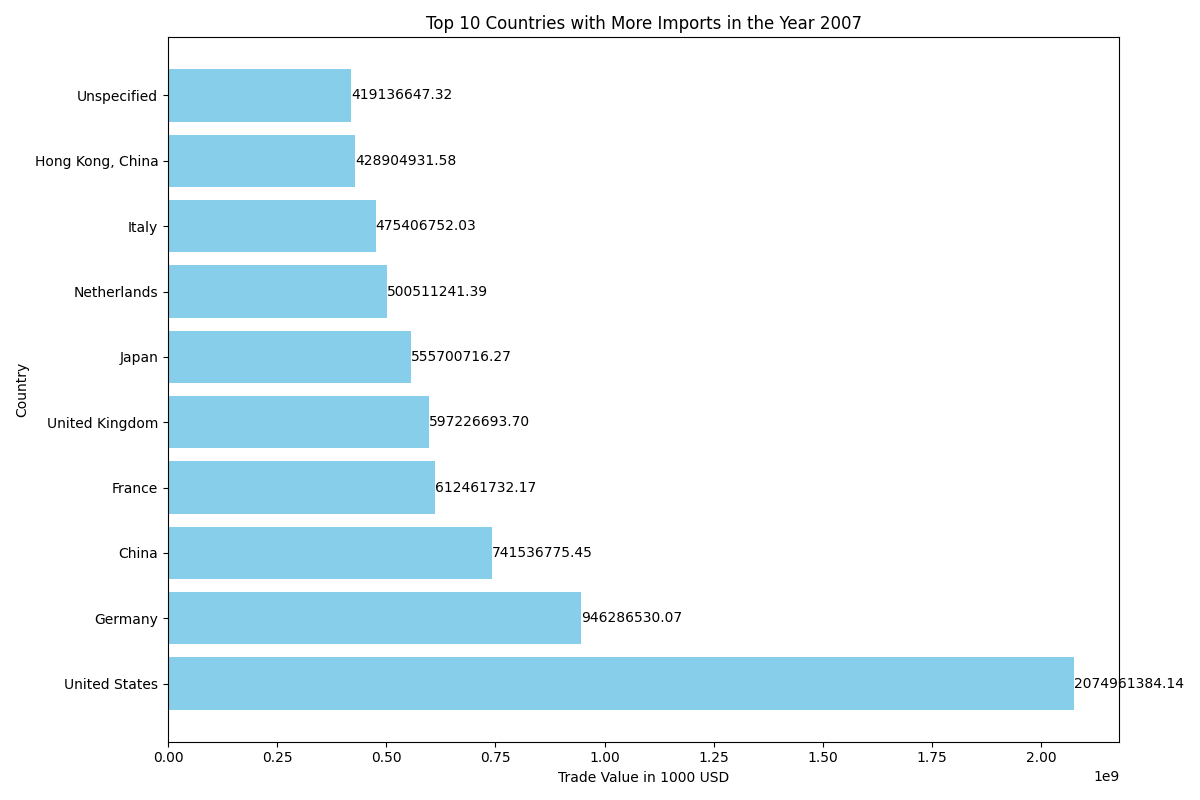 Top 10 Countries with More Imports in the Year 2007
Country
Unspecified 419136647.32
Hong Kong, China 428904931.58
Italy 475406752.03
Netherlands 500511241.39
Japan 555700716.27
United Kingdom 597226693.70
France 612461732.17
China 741536775.45
Germany 946286530.07
United States 2074961384.14
0.00 0.25 0.50 0.75 1.00 1.25 1.50 1.75 2.00
1e9
Trade Value in 1000 USD